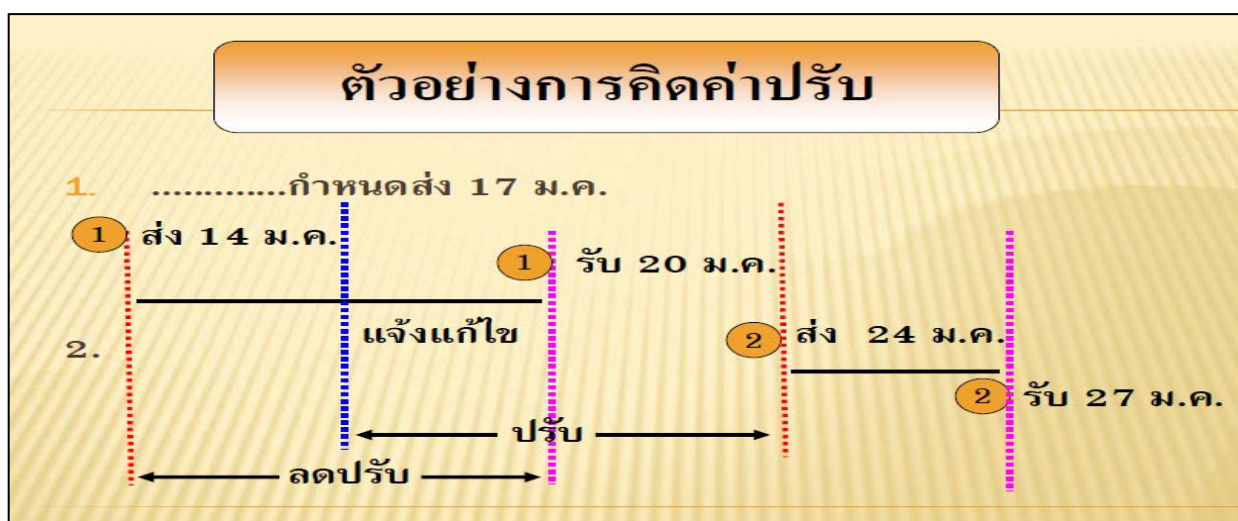 ตัวอย่างการคิดค่าปรับ
1. .............กำหนดส่ง 17 ม.ค.
1 ส่ง 14 ม.ค.
1 รับ 20 ม.ค.
2. แจ้งแก้ไข
2 ส่ง 24 ม.ค.
2 รับ 27 ม.ค.
ปรับ
ลดปรับ